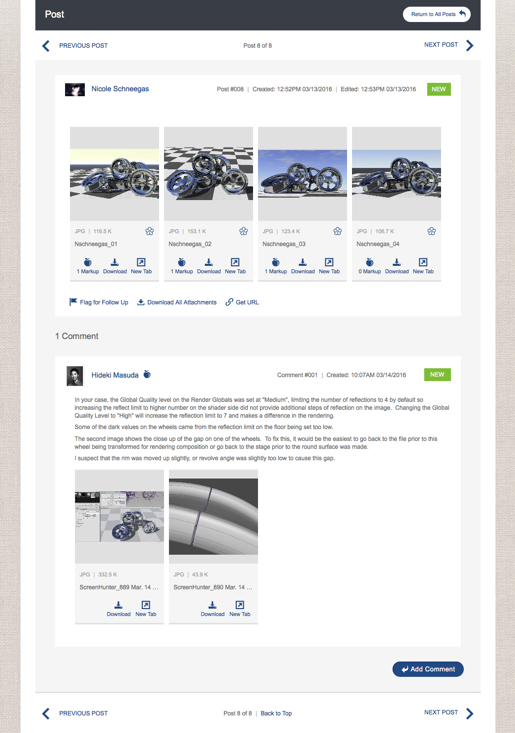 Post
Return to All Posts
PREVIOUS POST
Post 8 of 8
NEXT POST
Nicole Schneegas
Post #008 | Created: 12:52PM 03/13/2016 | Edited: 12:53PM 03/13/2016
NEW
JPG | 119.5 K
Nschneegas_01
1 Markup Download New Tab
JPG | 153.1 K
Nschneegas_02
1 Markup Download New Tab
JPG | 123.4 K
Nschneegas_03
1 Markup Download New Tab
JPG | 106.7 K
Nschneegas_04
0 Markup Download New Tab
Flag for Follow Up
Download All Attachments
Get URL
1 Comment
Hideki Masuda
Comment #001 | Created: 10:07AM 03/14/2016
NEW
In your case, the Global Quality level on the Render Globals was set at "Medium", limiting the number of reflections to 4 by default so
increasing the reflect limit to higher number on the shader side did not provide additional steps of reflection on the image. Changing the Global
Quality Level to "High" will increase the reflection limit to 7 and makes a difference in the rendering.
Some of the dark values on the wheels came from the reflection limit on the floor being set too low.
The second image shows the close up of the gap on one of the wheels. To fix this, it would be the easiest to go back to the file prior to this
wheel being transformed for rendering composition or go back to the stage prior to the round surface was made.
I suspect that the rim was moved up slightly, or revolve angle was slightly too low to cause this gap.
JPG | 332.5 K
ScreenHunter_889 Mar. 14 ...
Download New Tab
JPG | 43.9 K
ScreenHunter_890 Mar. 14 ...
Download New Tab
Add Comment
PREVIOUS POST
Post 8 of 8 | Back to Top
NEXT POST